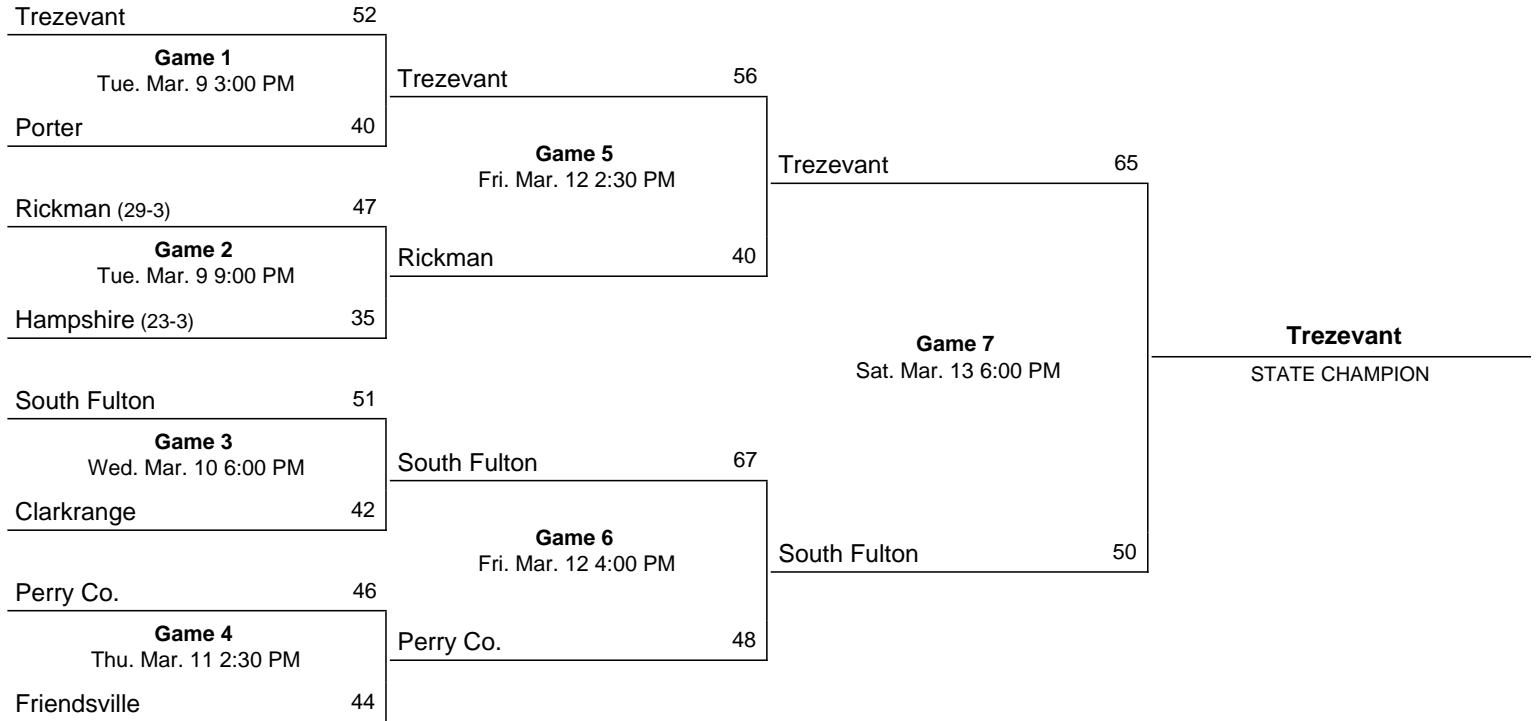 Trezevant 52
Game 1
Tue. Mar. 9 3:00 PM
Porter 40
Rickman (29-3) 47
Game 2
Tue. Mar. 9 9:00 PM
Hampshire (23-3) 35
South Fulton 51
Game 3
Wed. Mar. 10 6:00 PM
Clarkrange 42
Perry Co. 46
Game 4
Thu. Mar. 11 2:30 PM
Friendsville 44
Trezevant 56
Game 5
Fri. Mar. 12 2:30 PM
Rickman 40
South Fulton 67
Game 6
Fri. Mar. 12 4:00 PM
Perry Co. 48
Trezevant 65
Game 7
Sat. Mar. 13 6:00 PM
South Fulton 50
Trezevant
STATE CHAMPION